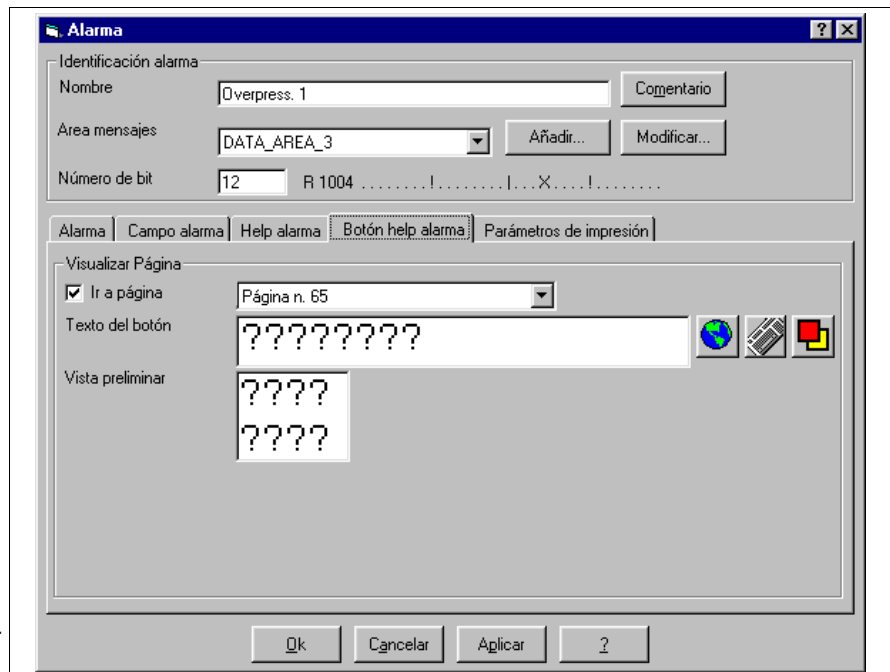 Alarma
Identificación alarma
Nombre
Overpress. 1
Comentario
Area mensajes
DATA_AREA_3
Añadir...
Modificar...
Número de bit
12
R 1004 ........!........|...X....!........
Alarma
Campo alarma
Help alarma
Botón help alarma
Parámetros de impresión
Visualizar Página
Ir a página
Página n. 65
Texto del botón
????????
Vista preliminar
????
????
Ok
Cancelar
Aplicar
?